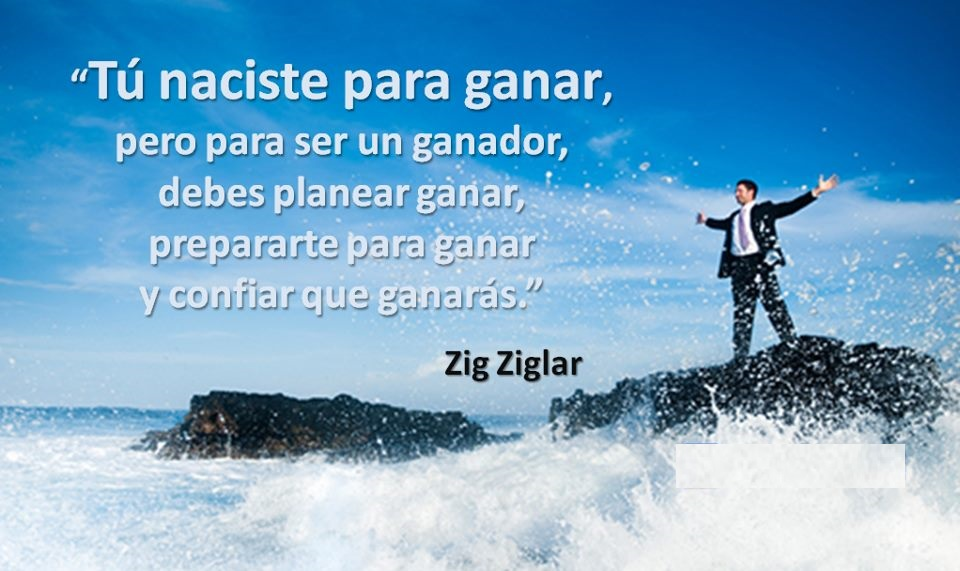 “Tú naciste para ganar,
pero para ser un ganador,
debes planear ganar,
prepararte para ganar
y confiar que ganarás.”
Zig Ziglar